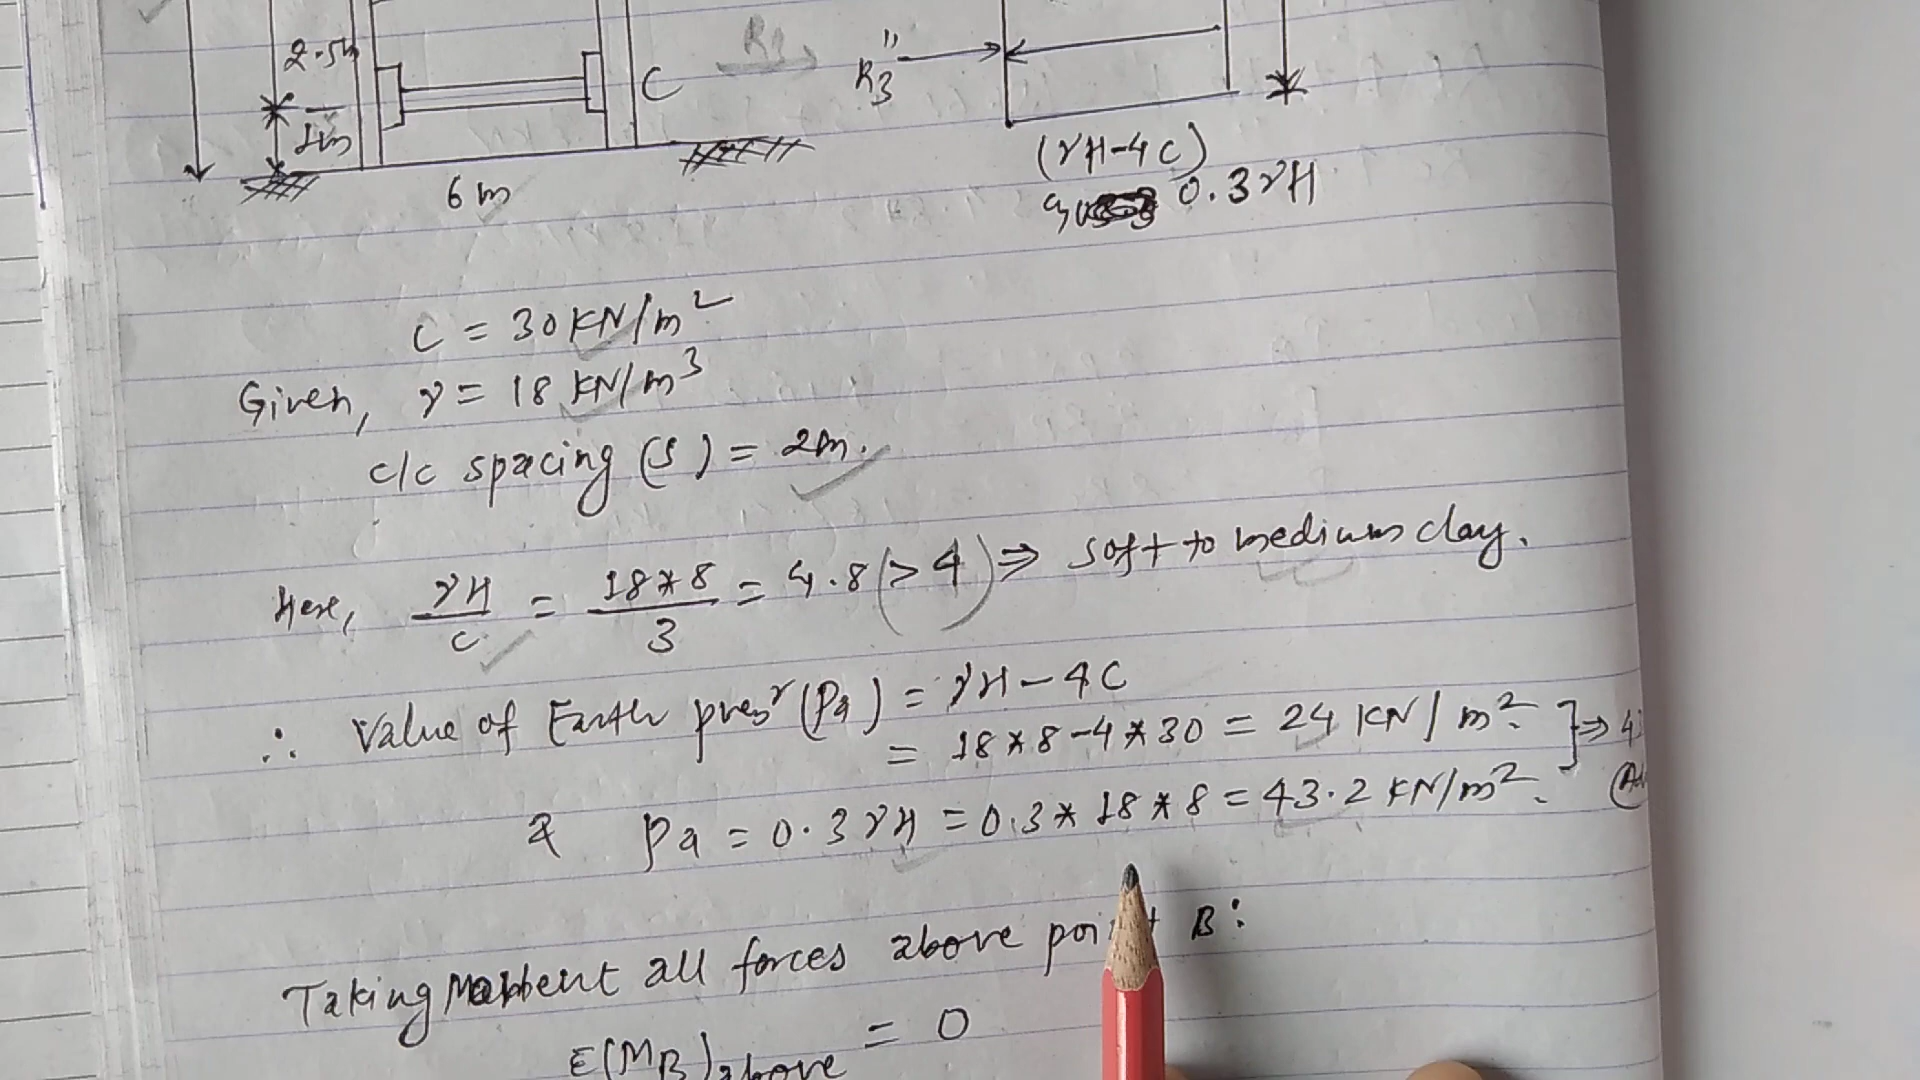 2.5m
C
R3"
1m
6m
(γH-4C)
0.3γH
C = 30 KN/m²
Given, γ = 18 KN/m³
c/c spacing (S) = 2m.
Here, γH/C = 18*8/3 = 4.8 (>4) ⇒ soft to medium clay.
∴ Value of Earth presr (Pa) = γH-4C
= 18*8-4*30 = 24 KN/m². } ⇒
& Pa = 0.3γH = 0.3*18*8 = 43.2 KN/m².
Taking Moment all forces above point B:
Σ(MB)above = 0